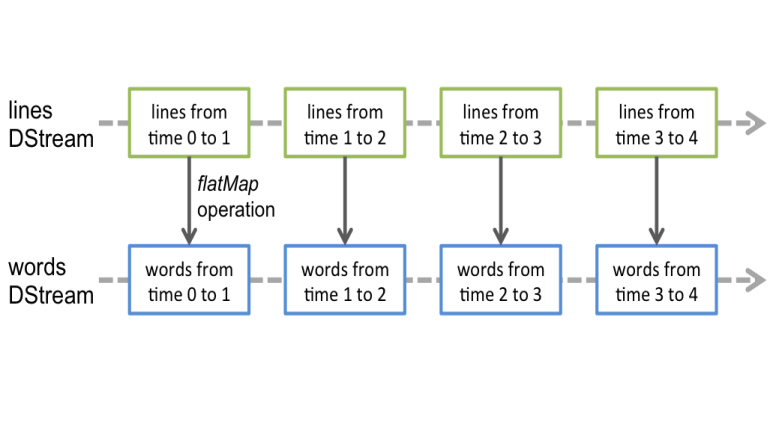 lines
DStream
lines from
time 0 to 1
lines from
time 1 to 2
lines from
time 2 to 3
lines from
time 3 to 4
flatMap
operation
words
DStream
words from
time 0 to 1
words from
time 1 to 2
words from
time 2 to 3
words from
time 3 to 4